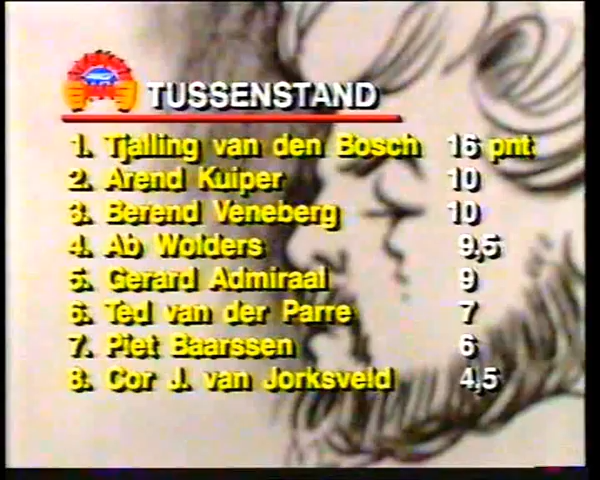 TUSSENSTAND
1. Tjalling van den Bosch 16 pnt
2. Arend Kuiper 10
3. Berend Veneberg 10
4. Ab Wolders 9,5
5. Gerard Admiraal 9
6. Ted van der Parre 7
7. Piet Baarssen 6
8. Cor J. van Jorksveld 4,5